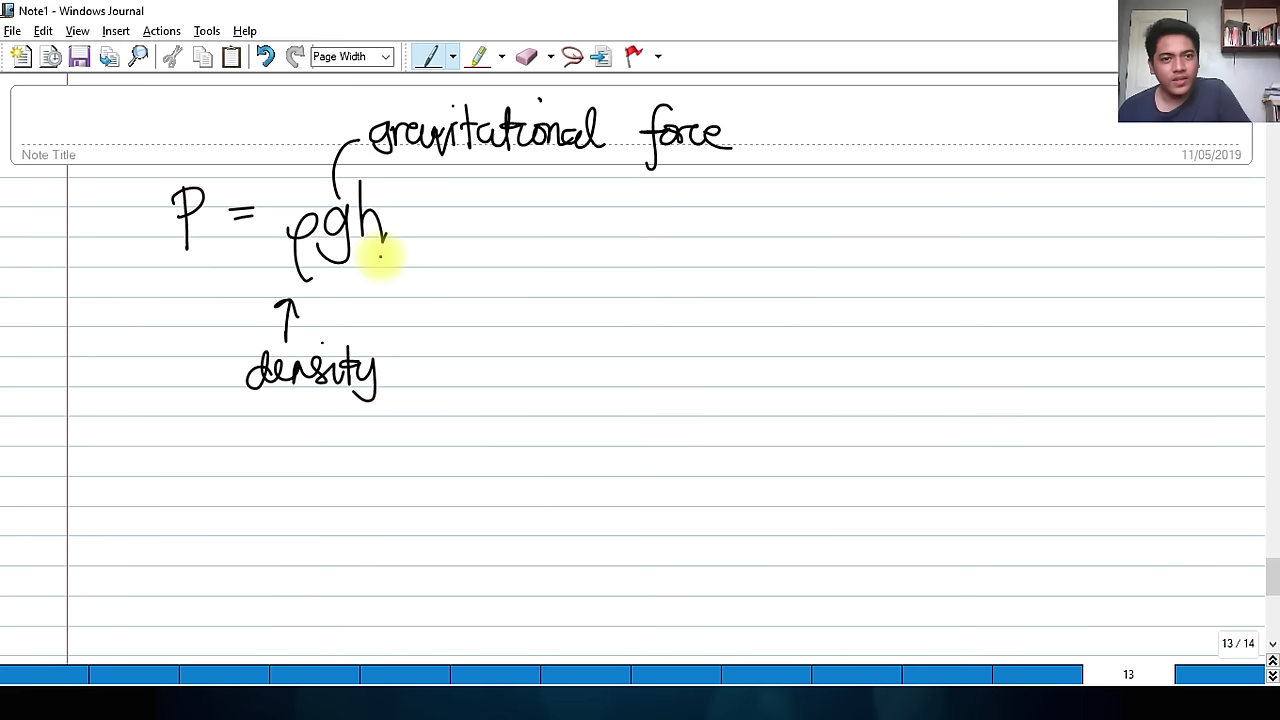 Note1 - Windows Journal
File Edit View Insert Actions Tools Help
Page Width
gravitational force
Note Title
11/05/2019
P = ρgh
density
13 / 14
13